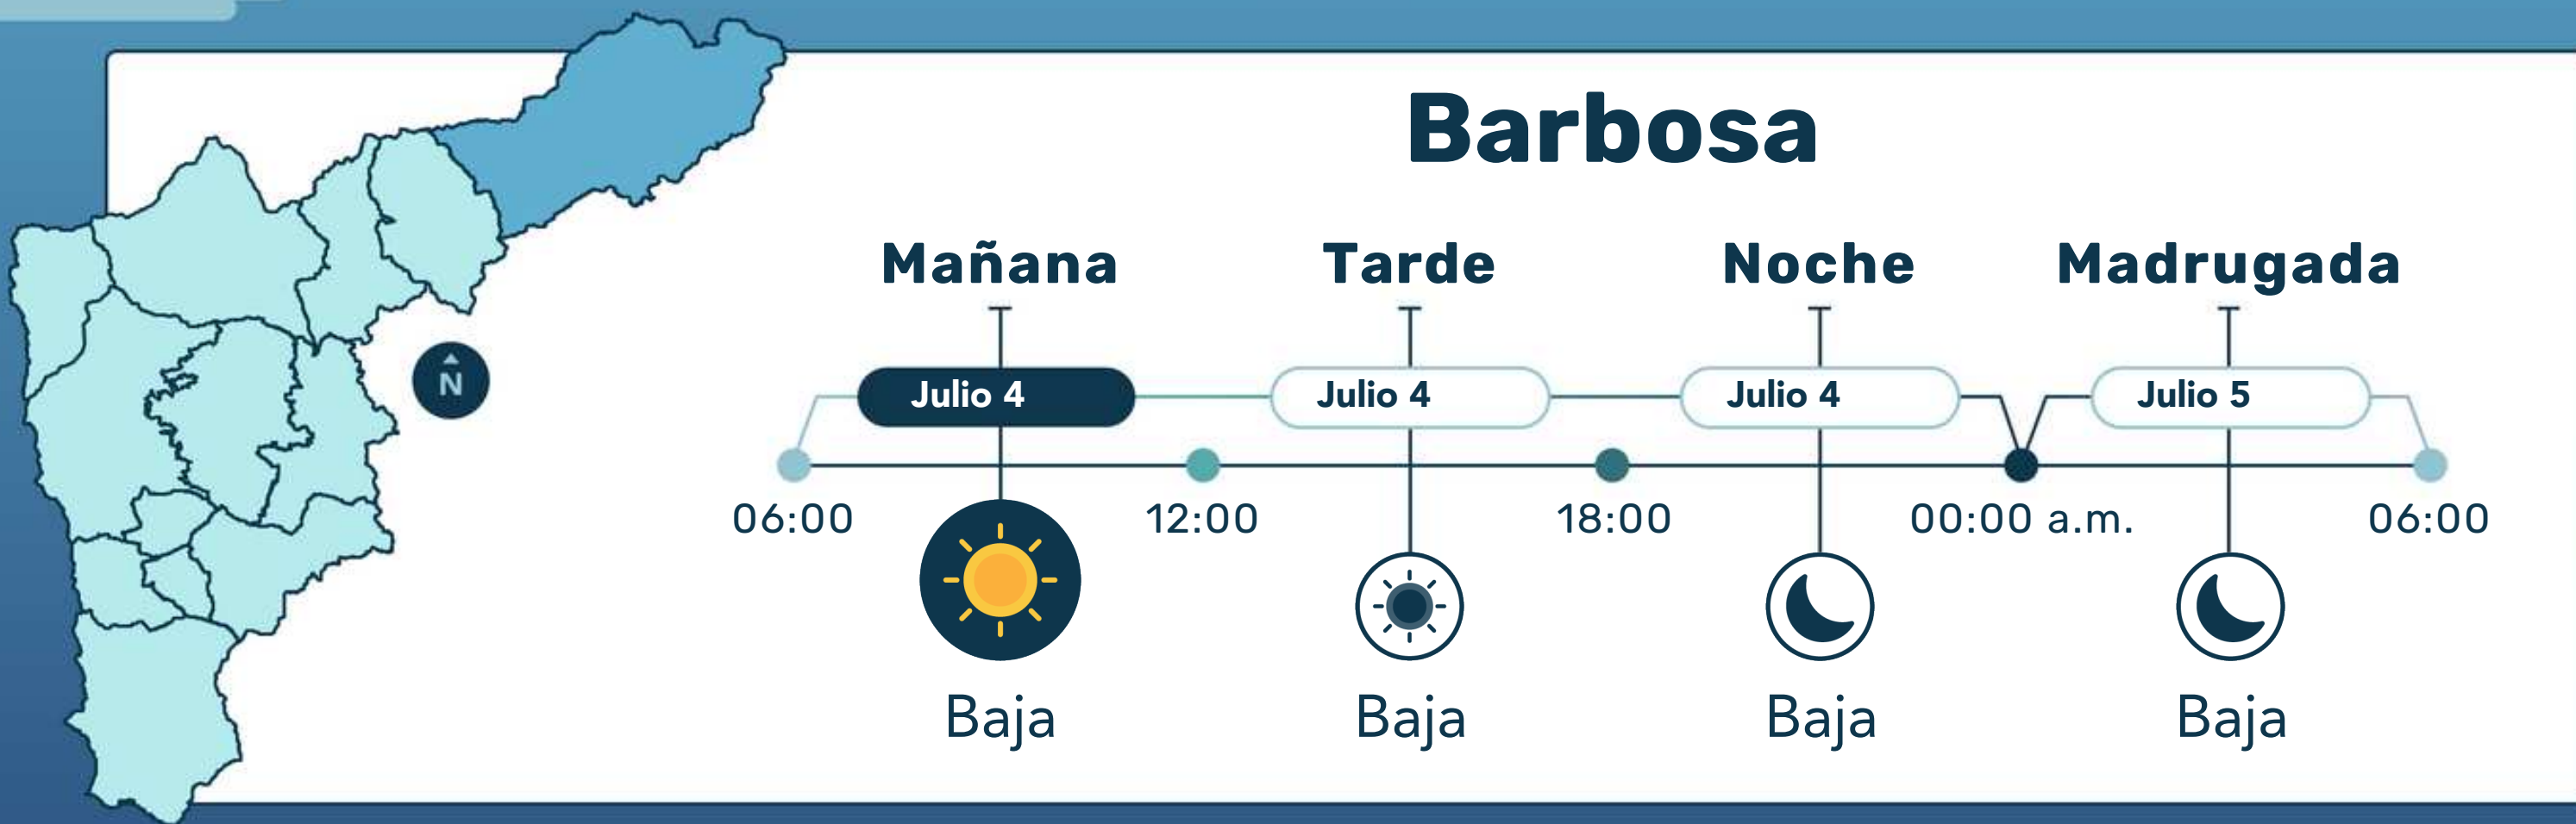 Barbosa
Mañana Tarde Noche Madrugada
Julio 4 Julio 4 Julio 4 Julio 5
N
06:00 12:00 18:00 00:00 a.m. 06:00
Baja Baja Baja Baja